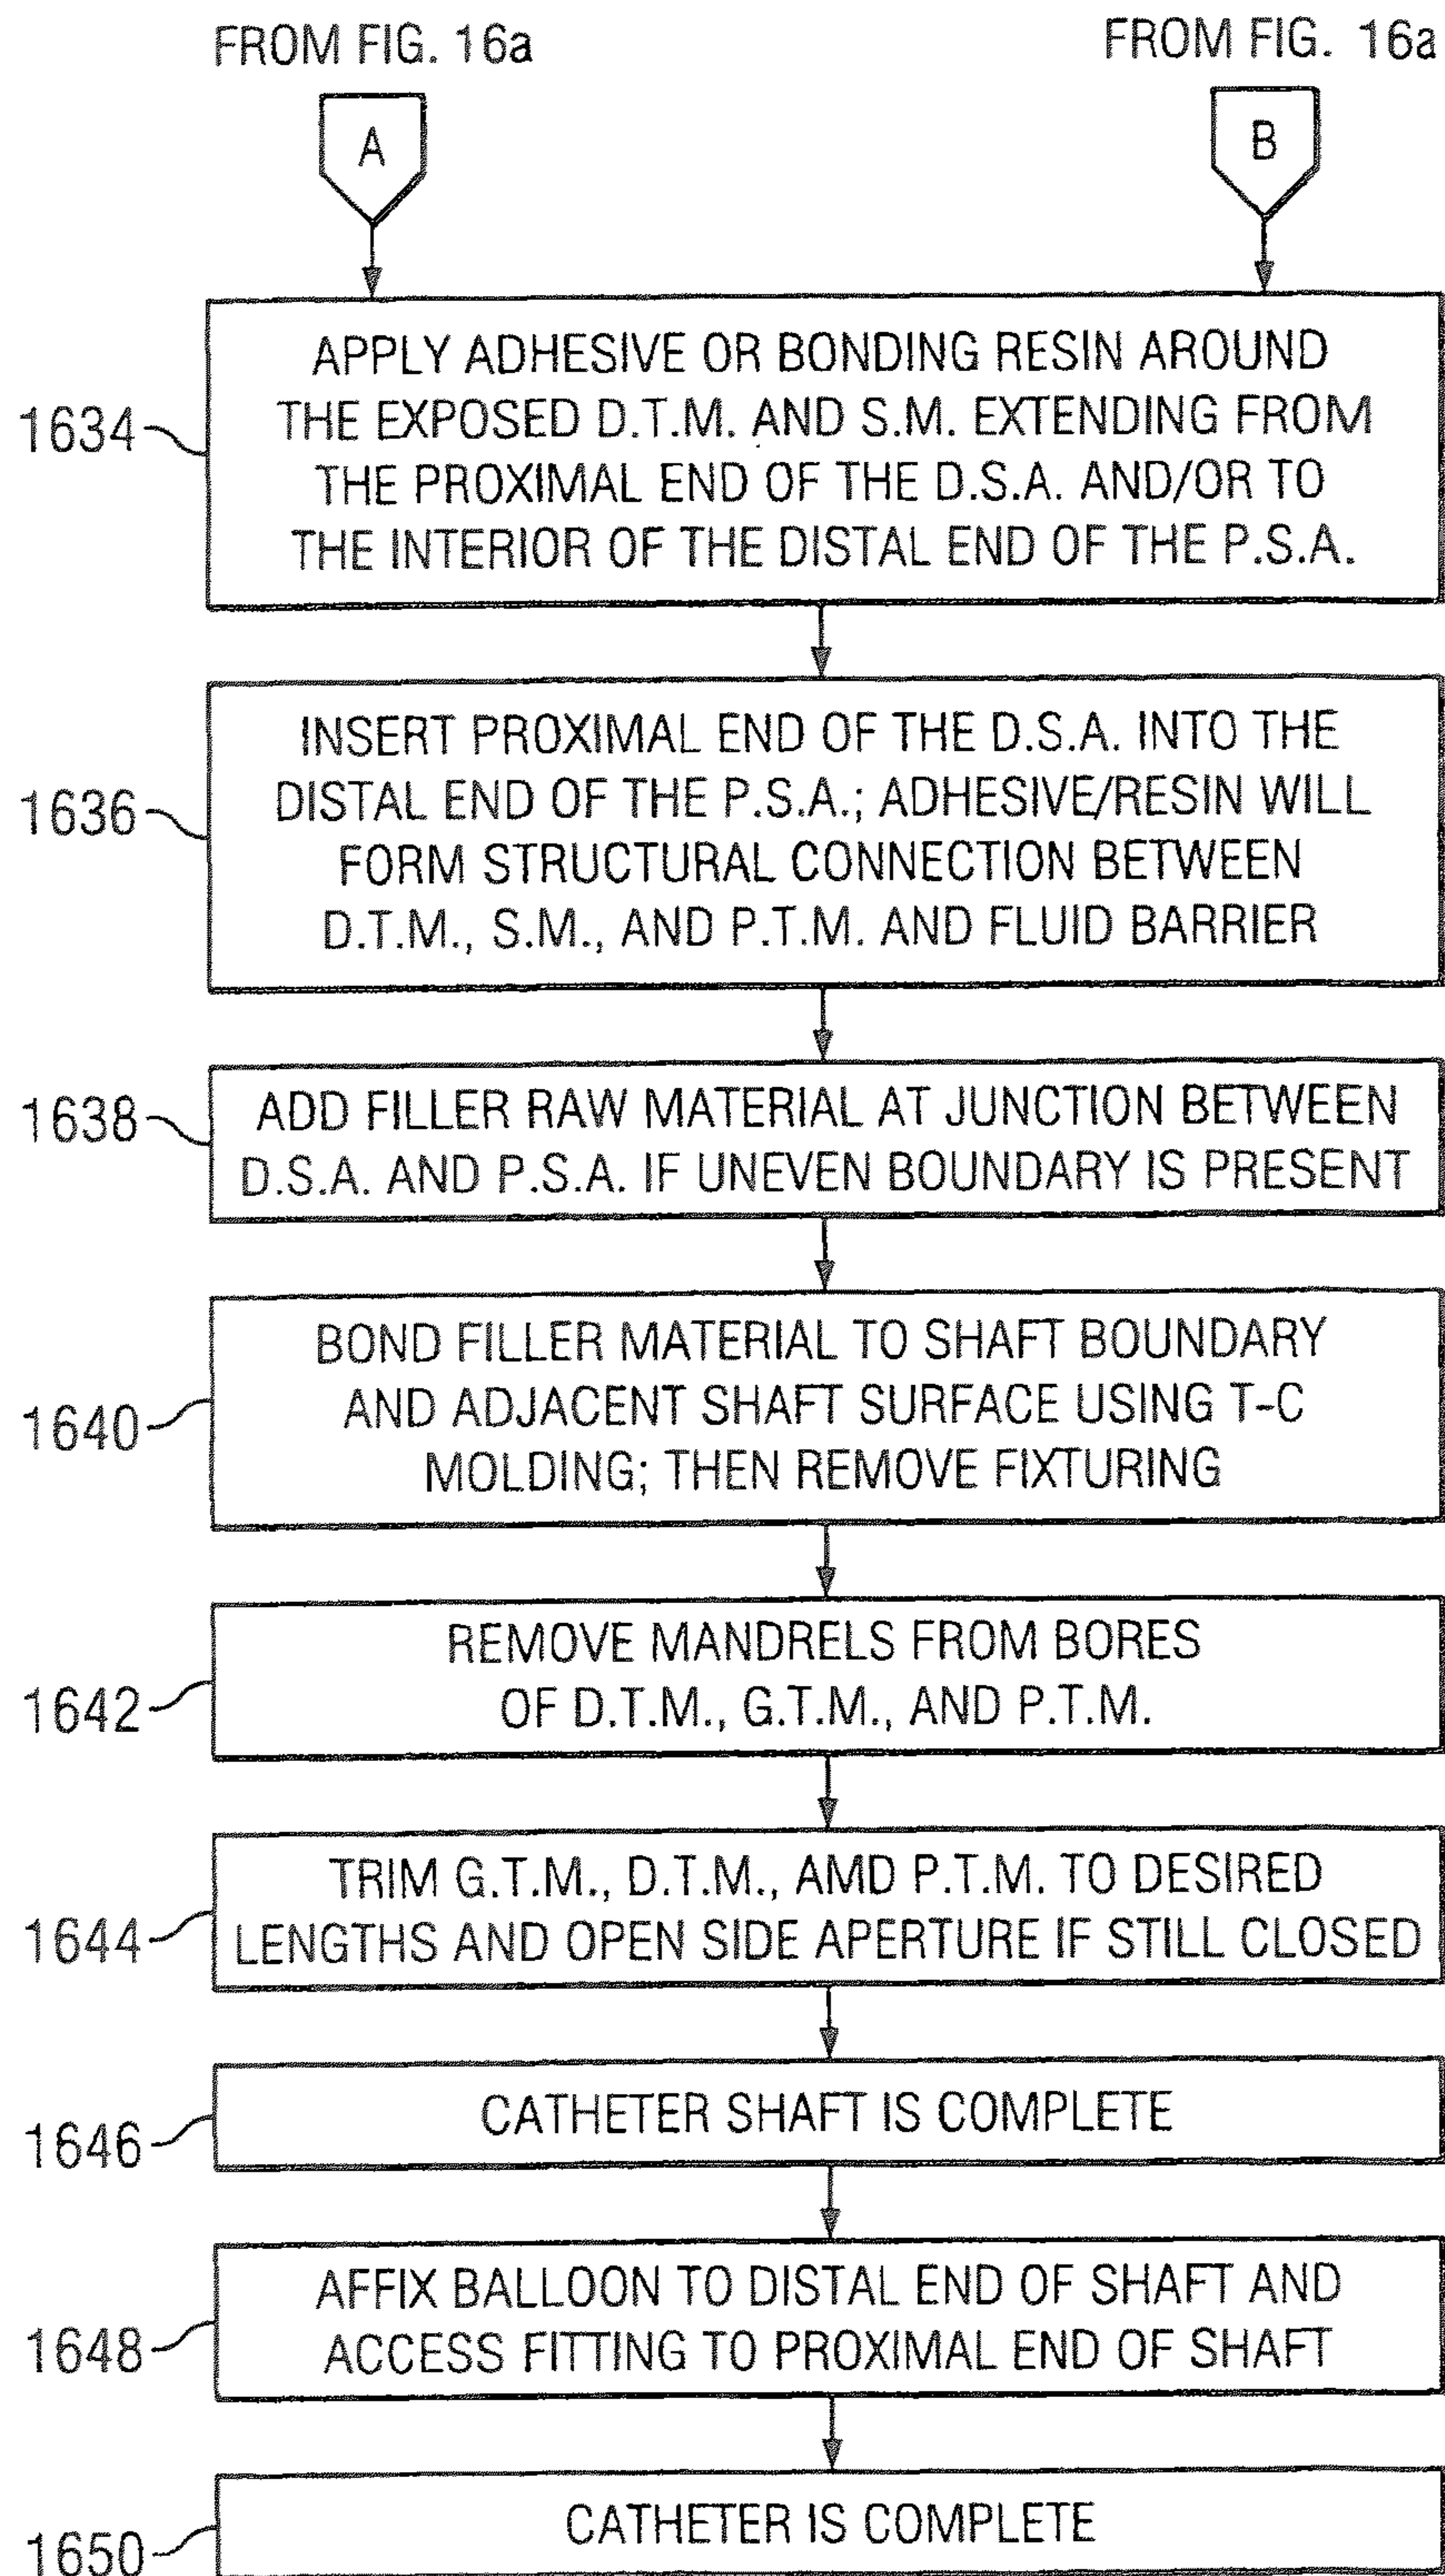 FROM FIG. 16a
FROM FIG. 16a
A
B
1634
APPLY ADHESIVE OR BONDING RESIN AROUND
THE EXPOSED D.T.M. AND S.M. EXTENDING FROM
THE PROXIMAL END OF THE D.S.A. AND/OR TO
THE INTERIOR OF THE DISTAL END OF THE P.S.A.
1636
INSERT PROXIMAL END OF THE D.S.A. INTO THE
DISTAL END OF THE P.S.A.; ADHESIVE/RESIN WILL
FORM STRUCTURAL CONNECTION BETWEEN
D.T.M., S.M., AND P.T.M. AND FLUID BARRIER
1638
ADD FILLER RAW MATERIAL AT JUNCTION BETWEEN
D.S.A. AND P.S.A. IF UNEVEN BOUNDARY IS PRESENT
1640
BOND FILLER MATERIAL TO SHAFT BOUNDARY
AND ADJACENT SHAFT SURFACE USING T-C
MOLDING; THEN REMOVE FIXTURING
1642
REMOVE MANDRELS FROM BORES
OF D.T.M., G.T.M., AND P.T.M.
1644
TRIM G.T.M., D.T.M., AMD P.T.M. TO DESIRED
LENGTHS AND OPEN SIDE APERTURE IF STILL CLOSED
1646
CATHETER SHAFT IS COMPLETE
1648
AFFIX BALLOON TO DISTAL END OF SHAFT AND
ACCESS FITTING TO PROXIMAL END OF SHAFT
1650
CATHETER IS COMPLETE